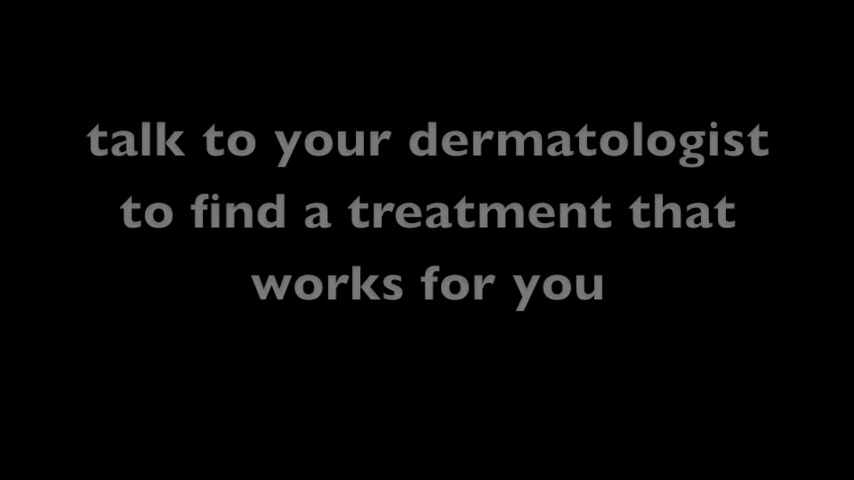 talk to your dermatologist
to find a treatment that
works for you